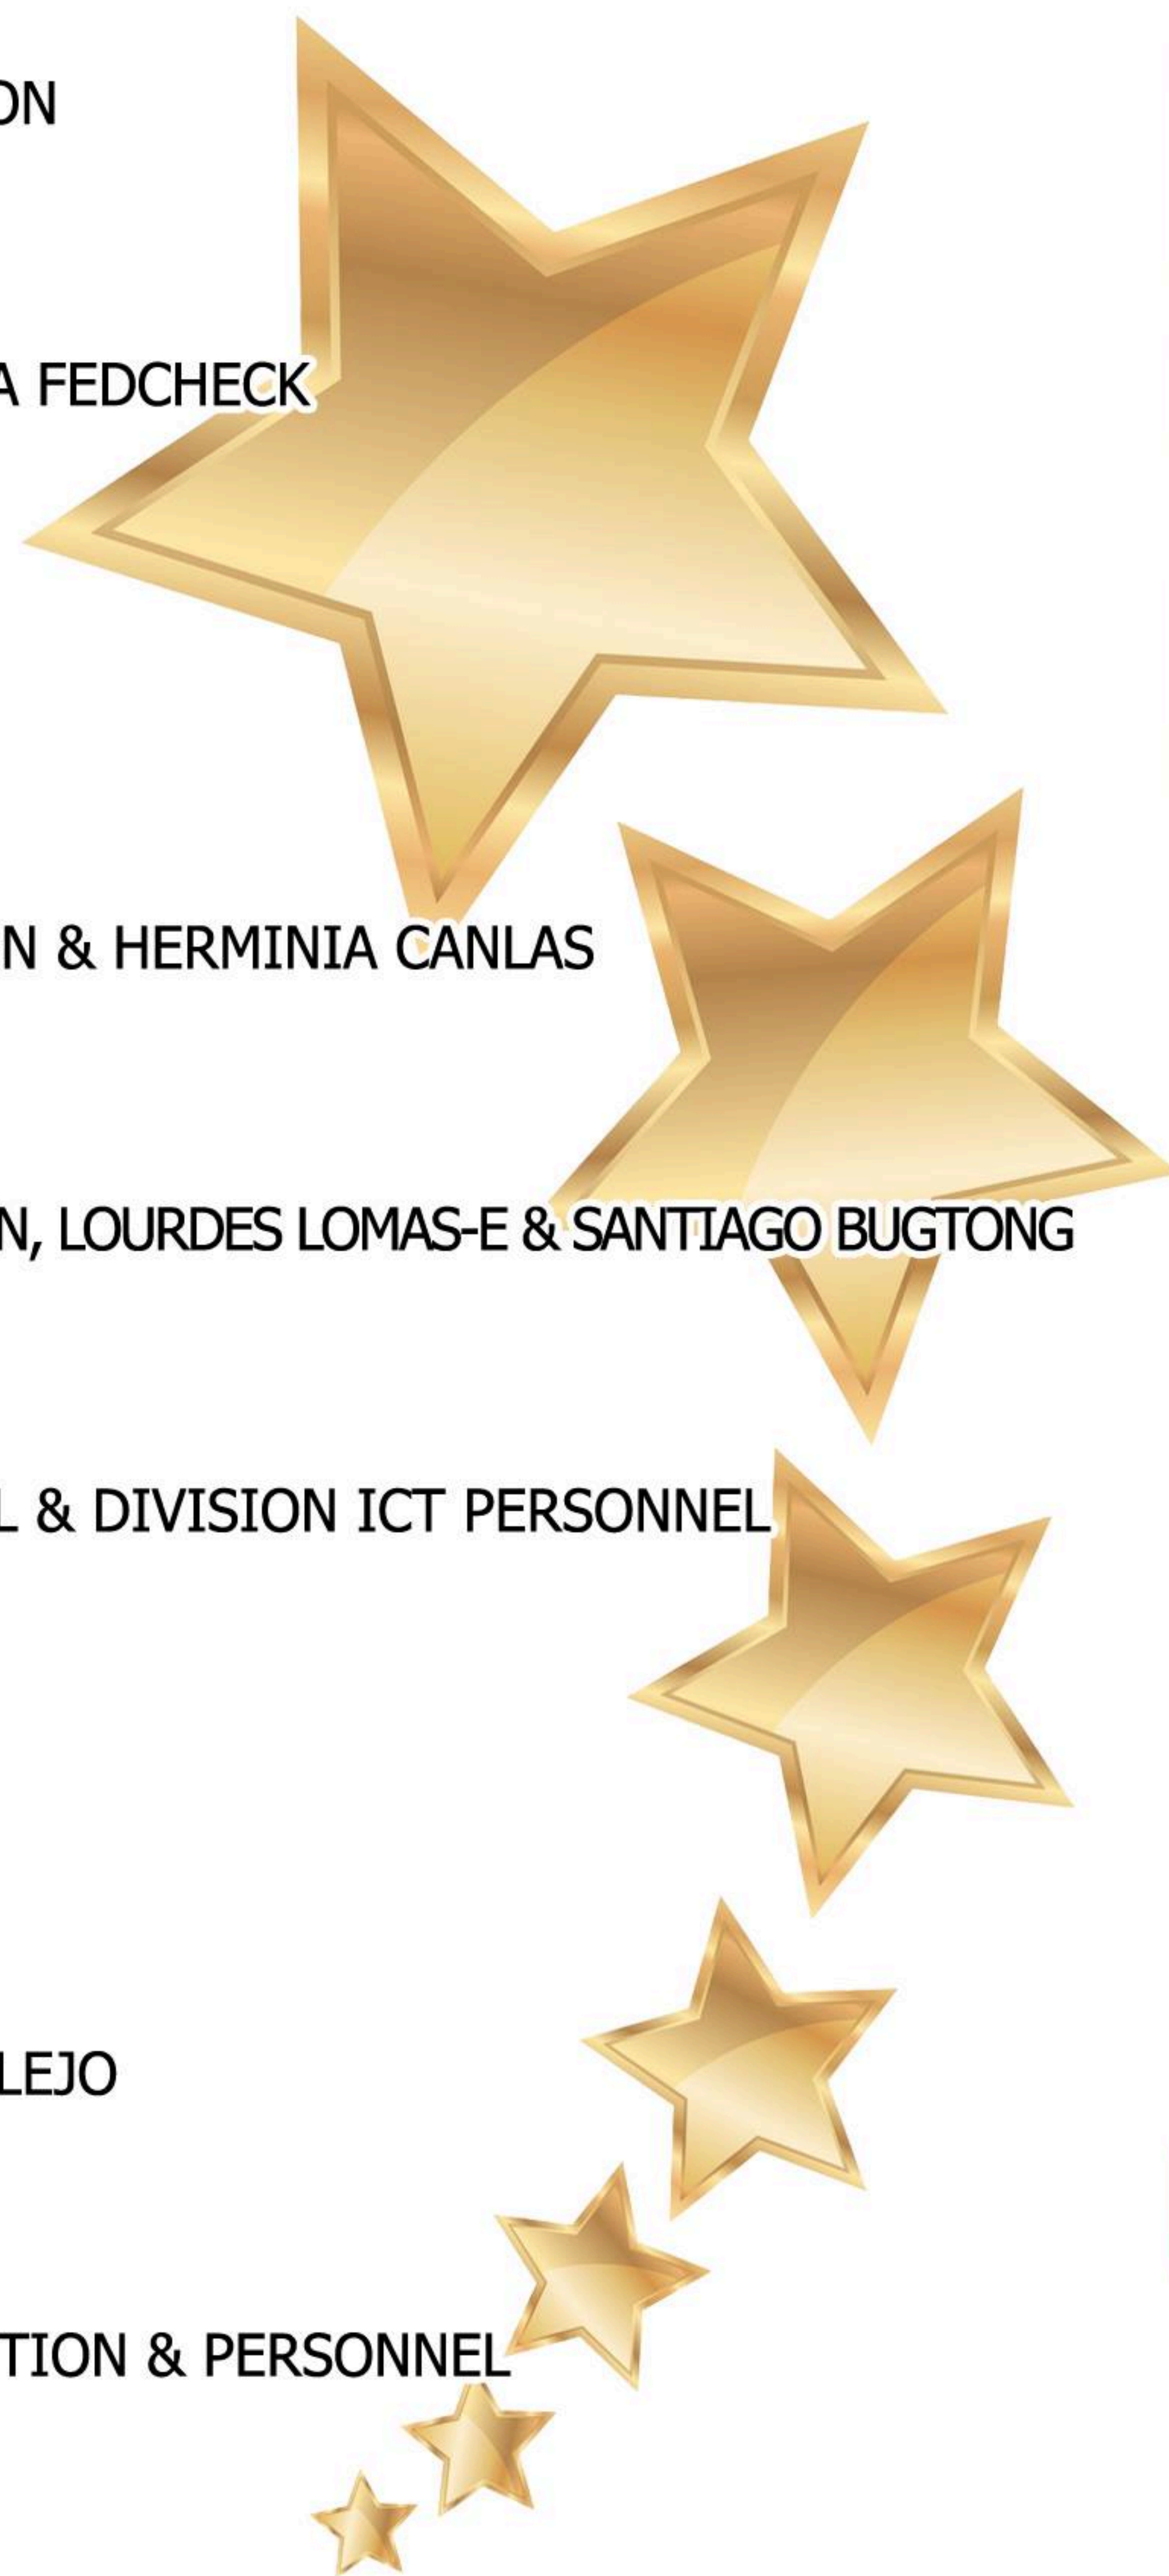 ON
A FEDCHECK
N & HERMINIA CANLAS
N, LOURDES LOMAS-E & SANTIAGO BUGTONG
L & DIVISION ICT PERSONNEL
LEJO
TION & PERSONNEL